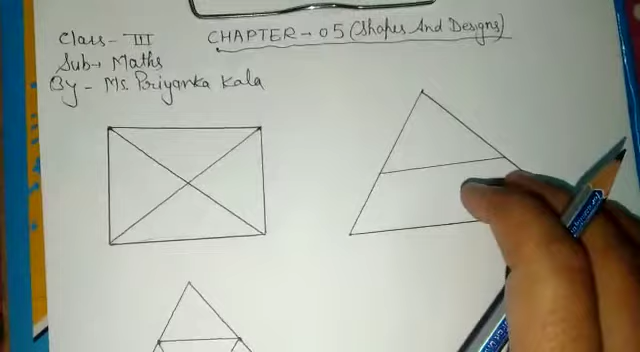 Class - III
CHAPTER → 05 (Shapes And Designs)
Sub → Maths
By - Ms. Priyanka Kala